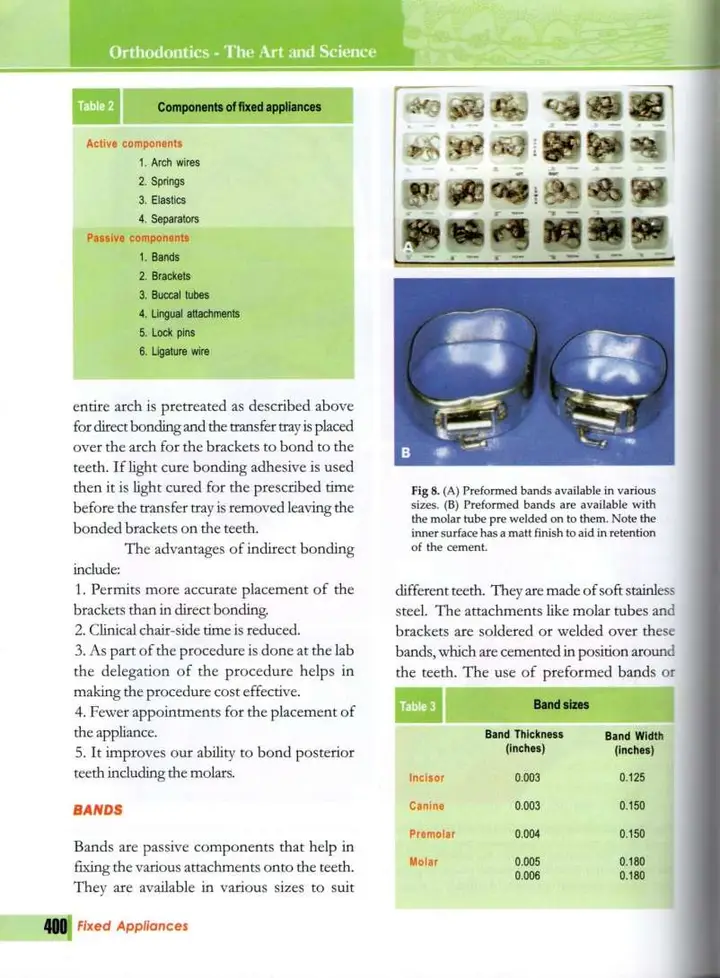 Orthodontics - The Art and Science
Table 2
Components of fixed appliances
Active components
1. Arch wires
2. Springs
3. Elastics
4. Separators
Passive components
1. Bands
2. Brackets
3. Buccal tubes
4. Lingual attachments
5. Lock pins
6. Ligature wire
entire arch is pretreated as described above
for direct bonding and the transfer tray is placed
over the arch for the brackets to bond to the
teeth. If light cure bonding adhesive is used
then it is light cured for the prescribed time
before the transfer tray is removed leaving the
bonded brackets on the teeth.
The advantages of indirect bonding
include:
1. Permits more accurate placement of the
brackets than in direct bonding.
2. Clinical chair-side time is reduced.
3. As part of the procedure is done at the lab
the delegation of the procedure helps in
making the procedure cost effective.
4. Fewer appointments for the placement of
the appliance.
5. It improves our ability to bond posterior
teeth including the molars.
BANDS
Bands are passive components that help in
fixing the various attachments onto the teeth.
They are available in various sizes to suit
A
B
Fig 8. (A) Preformed bands available in various
sizes. (B) Preformed bands are available with
the molar tube pre welded on to them. Note the
inner surface has a matt finish to aid in retention
of the cement.
different teeth. They are made of soft stainless
steel. The attachments like molar tubes and
brackets are soldered or welded over these
bands, which are cemented in position around
the teeth. The use of preformed bands or
Table 3
Band sizes
Band Thickness Band Width
(inches) (inches)
Incisor 0.003 0.125
Canine 0.003 0.150
Premolar 0.004 0.150
Molar 0.005 0.180
0.006 0.180
400 Fixed Appliances